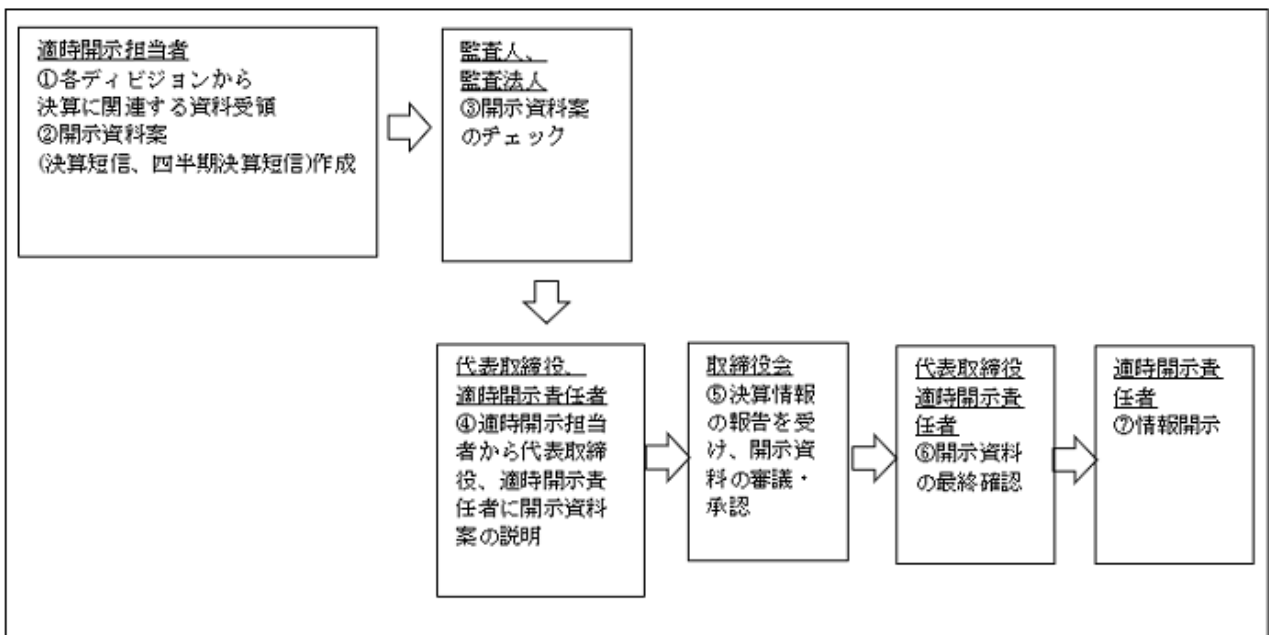 適時開示担当者
①各ディビジョンから
決算に関連する資料受領
②開示資料案
(決算短信、四半期決算短信)作成
監査人、
監査法人
③開示資料案
のチェック
代表取締役、
適時開示責任者
④適時開示担当
者から代表取締
役、適時開示責
任者に開示資料
案の説明
取締役会
⑤決算情報
の報告を受
け、開示資
料の審議・
承認
代表取締役
適時開示責
任者
⑥開示資料
の最終確認
適時開示責
任者
⑦情報開示